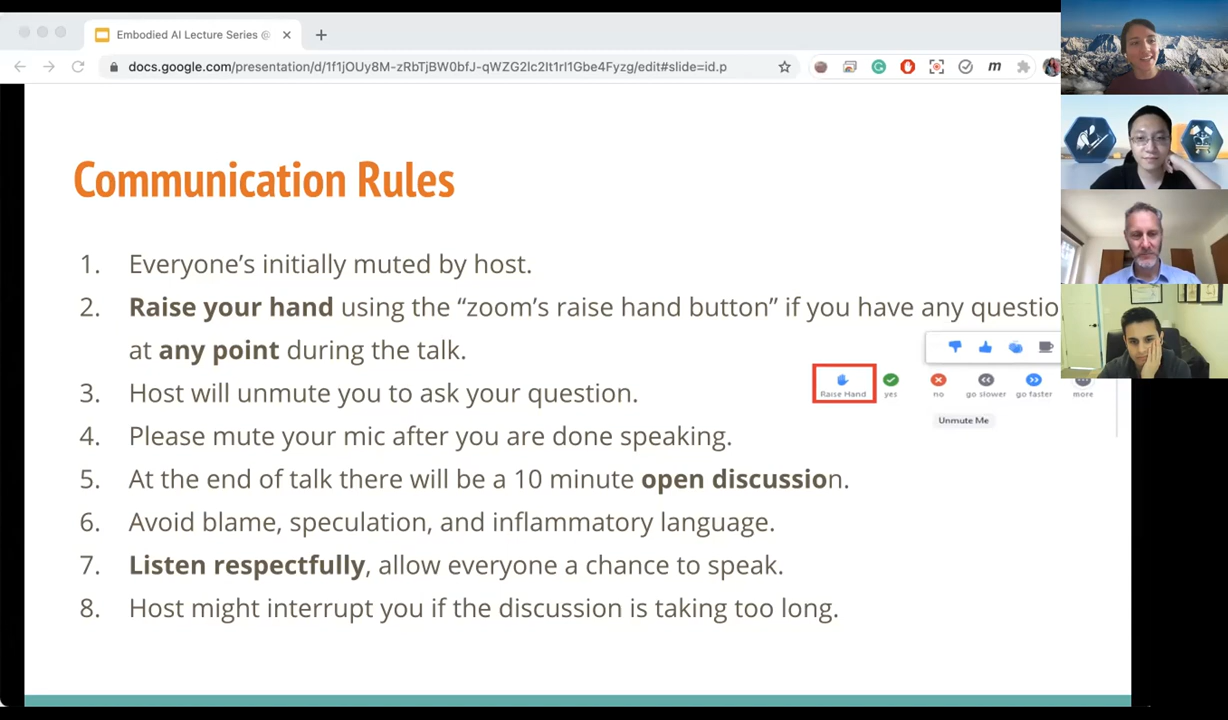 Embodied AI Lecture Series @
docs.google.com/presentation/d/1f1jOUy8M-zRbTjBW0bfJ-qWZG2lc2It1rl1Gbe4Fyzg/edit#slide=id.p
m
Communication Rules
1. Everyone’s initially muted by host.
2. Raise your hand using the “zoom’s raise hand button” if you have any questio
at any point during the talk.
3. Host will unmute you to ask your question.
Raise Hand yes no go slower go faster more
Unmute Me
4. Please mute your mic after you are done speaking.
5. At the end of talk there will be a 10 minute open discussion.
6. Avoid blame, speculation, and inflammatory language.
7. Listen respectfully, allow everyone a chance to speak.
8. Host might interrupt you if the discussion is taking too long.